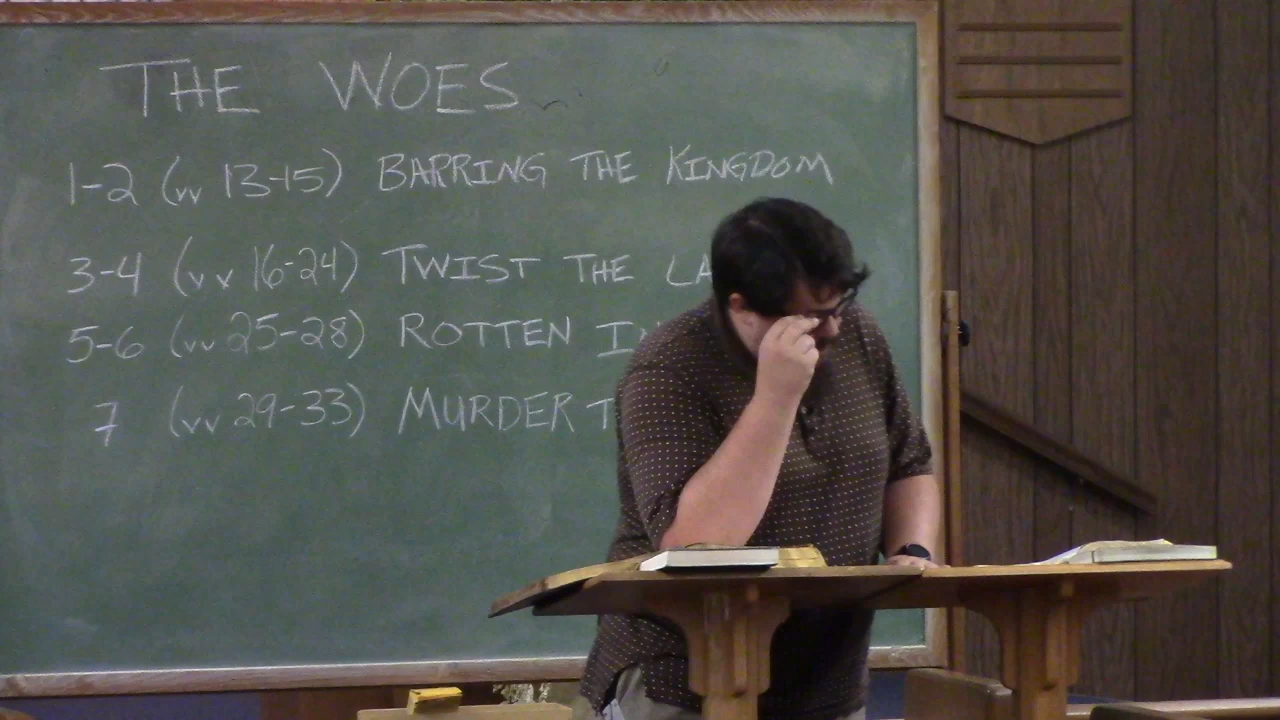 THE WOES
1-2 (vv 13-15) BARRING THE KINGDOM
3-4 (vv 16-24) TWIST THE
5-6 (vv 25-28) ROTTEN
7 (vv 29-33) MURDER